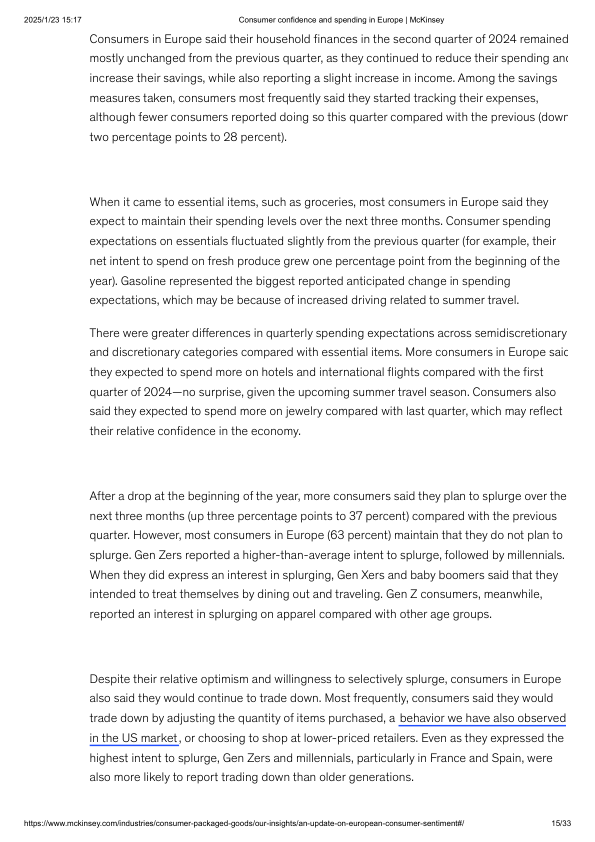 2025/1/23 15:17 Consumer confidence and spending in Europe | McKinsey
Consumers in Europe said their household finances in the second quarter of 2024 remained
mostly unchanged from the previous quarter, as they continued to reduce their spending and
increase their savings, while also reporting a slight increase in income. Among the savings
measures taken, consumers most frequently said they started tracking their expenses,
although fewer consumers reported doing so this quarter compared with the previous (down
two percentage points to 28 percent).
When it came to essential items, such as groceries, most consumers in Europe said they
expect to maintain their spending levels over the next three months. Consumer spending
expectations on essentials fluctuated slightly from the previous quarter (for example, their
net intent to spend on fresh produce grew one percentage point from the beginning of the
year). Gasoline represented the biggest reported anticipated change in spending
expectations, which may be because of increased driving related to summer travel.
There were greater differences in quarterly spending expectations across semidiscretionary
and discretionary categories compared with essential items. More consumers in Europe said
they expected to spend more on hotels and international flights compared with the first
quarter of 2024—no surprise, given the upcoming summer travel season. Consumers also
said they expected to spend more on jewelry compared with last quarter, which may reflect
their relative confidence in the economy.
After a drop at the beginning of the year, more consumers said they plan to splurge over the
next three months (up three percentage points to 37 percent) compared with the previous
quarter. However, most consumers in Europe (63 percent) maintain that they do not plan to
splurge. Gen Zers reported a higher-than-average intent to splurge, followed by millennials.
When they did express an interest in splurging, Gen Xers and baby boomers said that they
intended to treat themselves by dining out and traveling. Gen Z consumers, meanwhile,
reported an interest in splurging on apparel compared with other age groups.
Despite their relative optimism and willingness to selectively splurge, consumers in Europe
also said they would continue to trade down. Most frequently, consumers said they would
trade down by adjusting the quantity of items purchased, a behavior we have also observed
in the US market, or choosing to shop at lower-priced retailers. Even as they expressed the
highest intent to splurge, Gen Zers and millennials, particularly in France and Spain, were
also more likely to report trading down than older generations.
https://www.mckinsey.com/industries/consumer-packaged-goods/our-insights/an-update-on-european-consumer-sentiment#/ 15/33